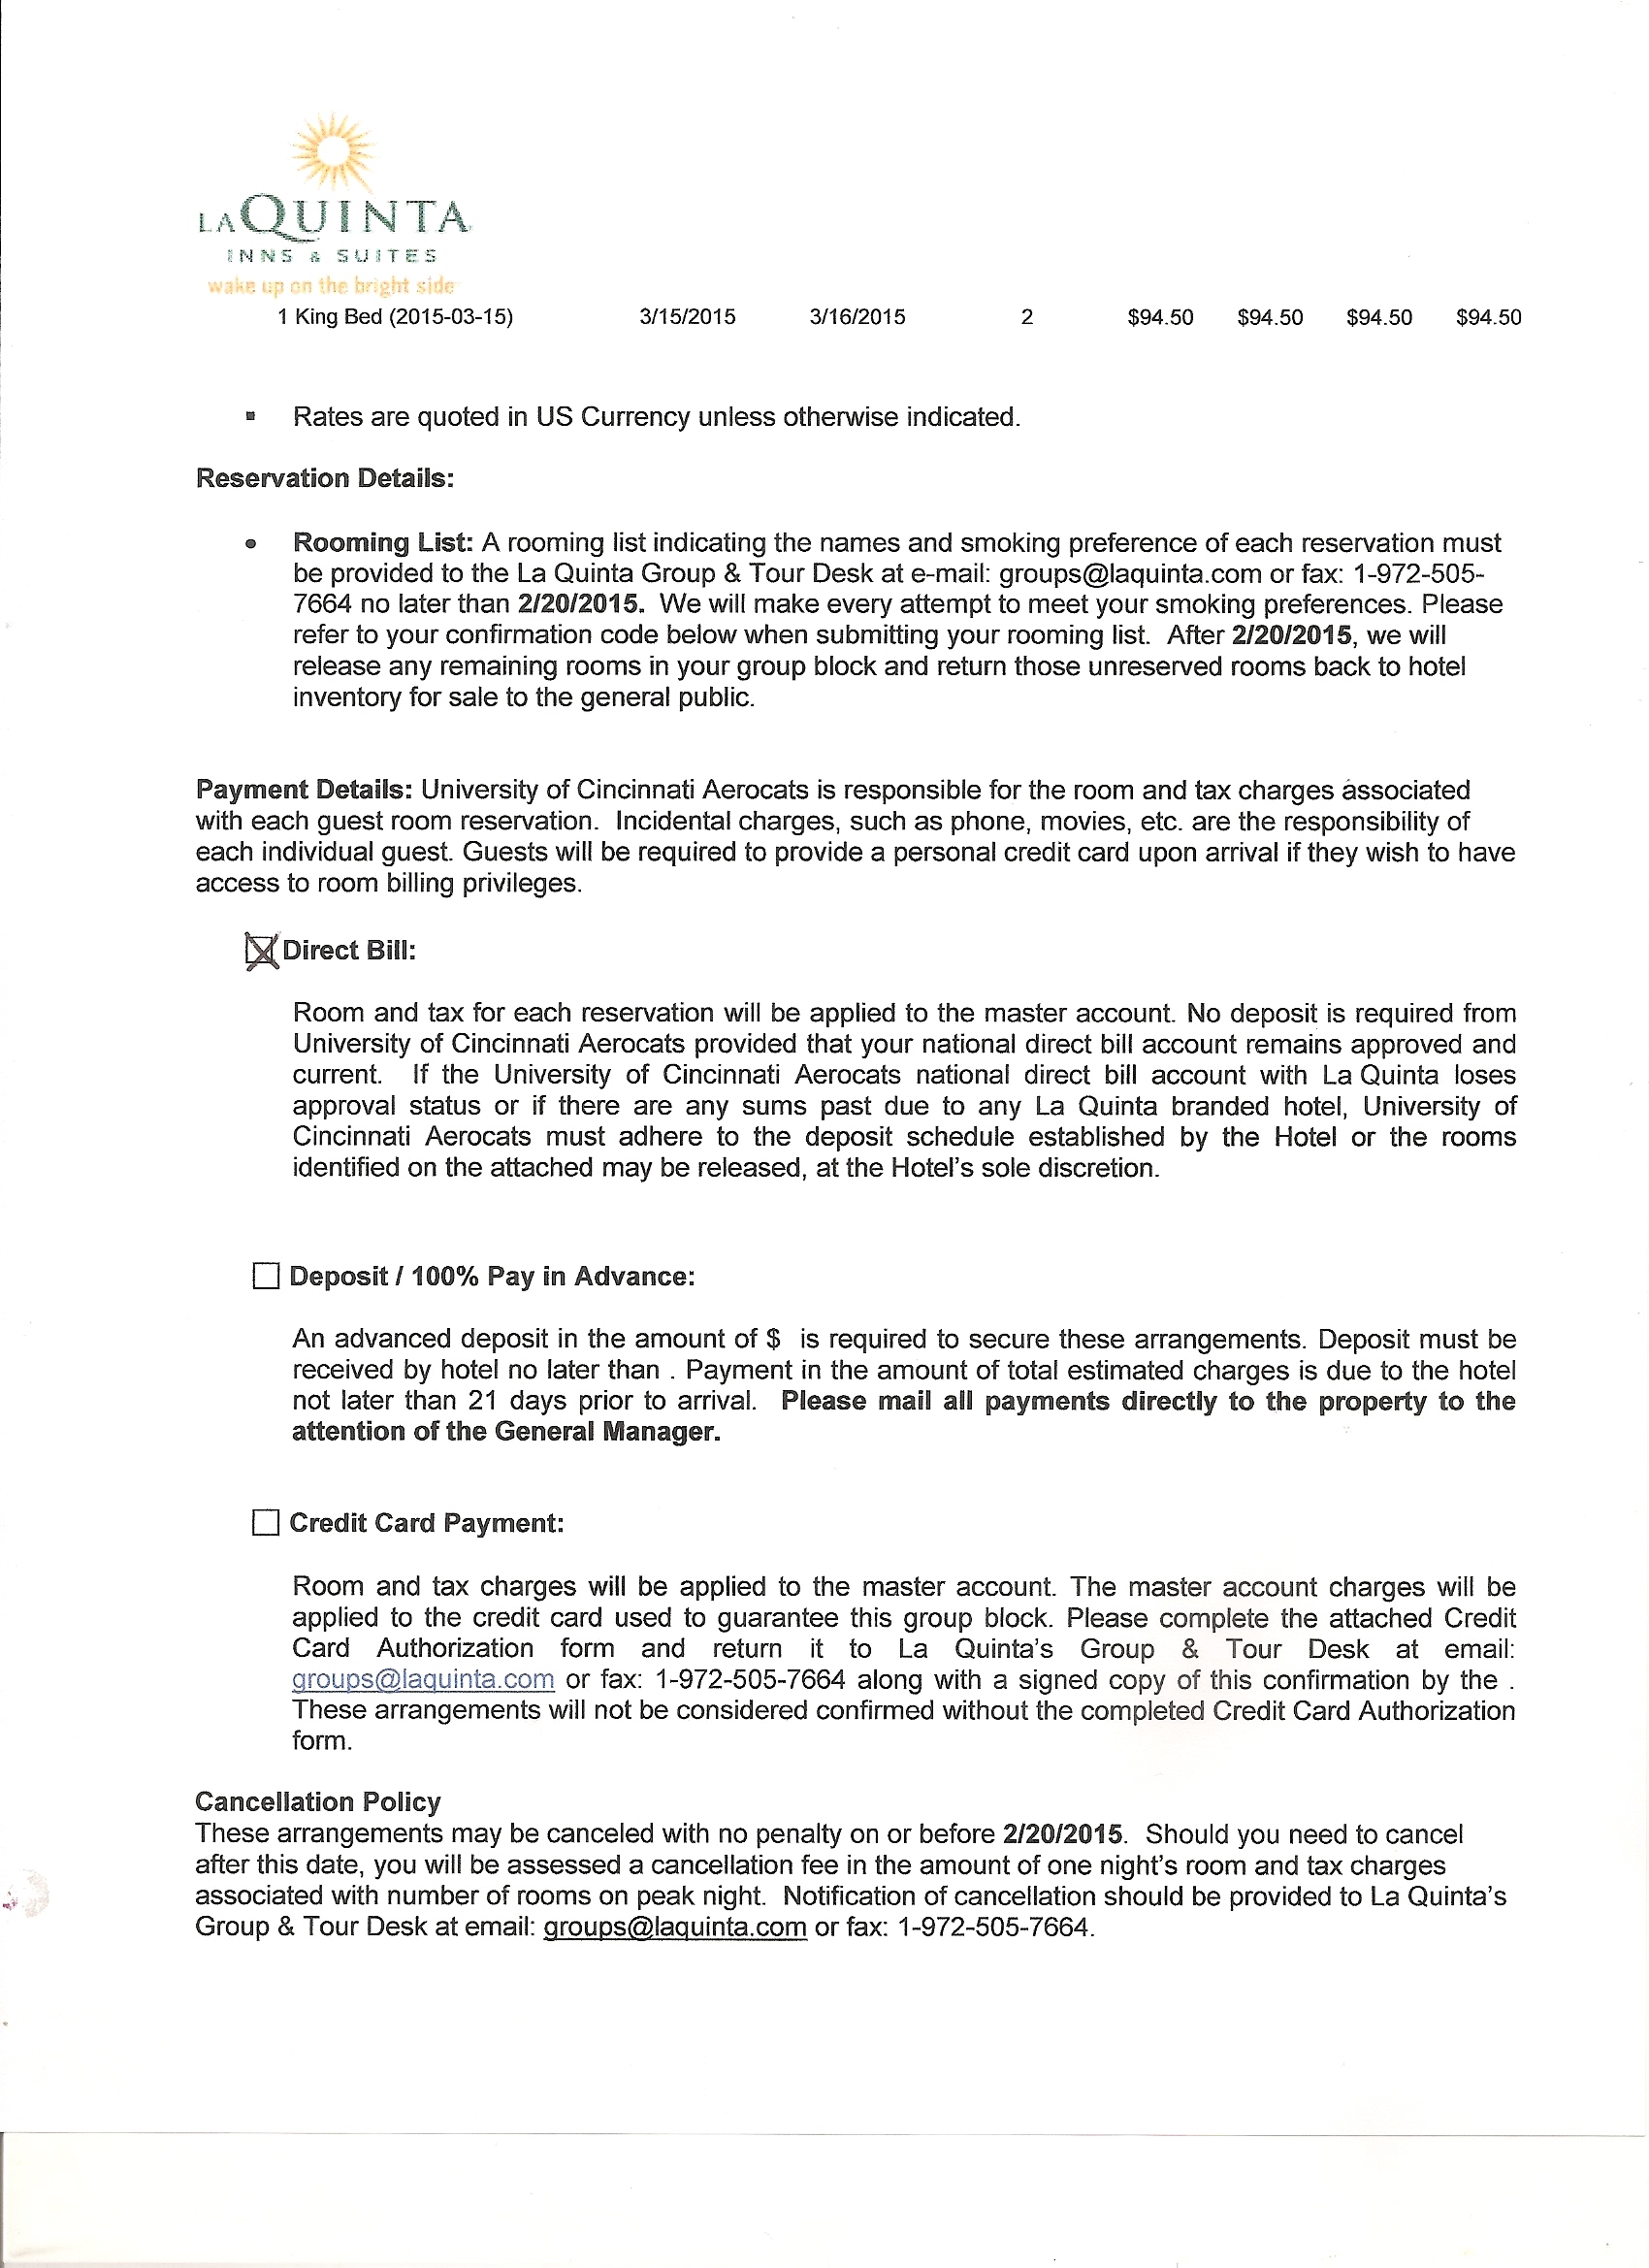 LAQUINTA
INNS & SUITES
wake up on the bright side
1 King Bed (2015-03-15) 3/15/2015 3/16/2015 2 $94.50 $94.50 $94.50 $94.50
▪ Rates are quoted in US Currency unless otherwise indicated.
Reservation Details:
• Rooming List: A rooming list indicating the names and smoking preference of each reservation must
be provided to the La Quinta Group & Tour Desk at e-mail: groups@laquinta.com or fax: 1-972-505-
7664 no later than 2/20/2015. We will make every attempt to meet your smoking preferences. Please
refer to your confirmation code below when submitting your rooming list. After 2/20/2015, we will
release any remaining rooms in your group block and return those unreserved rooms back to hotel
inventory for sale to the general public.
Payment Details: University of Cincinnati Aerocats is responsible for the room and tax charges associated
with each guest room reservation. Incidental charges, such as phone, movies, etc. are the responsibility of
each individual guest. Guests will be required to provide a personal credit card upon arrival if they wish to have
access to room billing privileges.
☒ Direct Bill:
Room and tax for each reservation will be applied to the master account. No deposit is required from
University of Cincinnati Aerocats provided that your national direct bill account remains approved and
current. If the University of Cincinnati Aerocats national direct bill account with La Quinta loses
approval status or if there are any sums past due to any La Quinta branded hotel, University of
Cincinnati Aerocats must adhere to the deposit schedule established by the Hotel or the rooms
identified on the attached may be released, at the Hotel's sole discretion.
☐ Deposit / 100% Pay in Advance:
An advanced deposit in the amount of $ is required to secure these arrangements. Deposit must be
received by hotel no later than . Payment in the amount of total estimated charges is due to the hotel
not later than 21 days prior to arrival. Please mail all payments directly to the property to the
attention of the General Manager.
☐ Credit Card Payment:
Room and tax charges will be applied to the master account. The master account charges will be
applied to the credit card used to guarantee this group block. Please complete the attached Credit
Card Authorization form and return it to La Quinta's Group & Tour Desk at email:
groups@laquinta.com or fax: 1-972-505-7664 along with a signed copy of this confirmation by the .
These arrangements will not be considered confirmed without the completed Credit Card Authorization
form.
Cancellation Policy
These arrangements may be canceled with no penalty on or before 2/20/2015. Should you need to cancel
after this date, you will be assessed a cancellation fee in the amount of one night's room and tax charges
associated with number of rooms on peak night. Notification of cancellation should be provided to La Quinta's
Group & Tour Desk at email: groups@laquinta.com or fax: 1-972-505-7664.